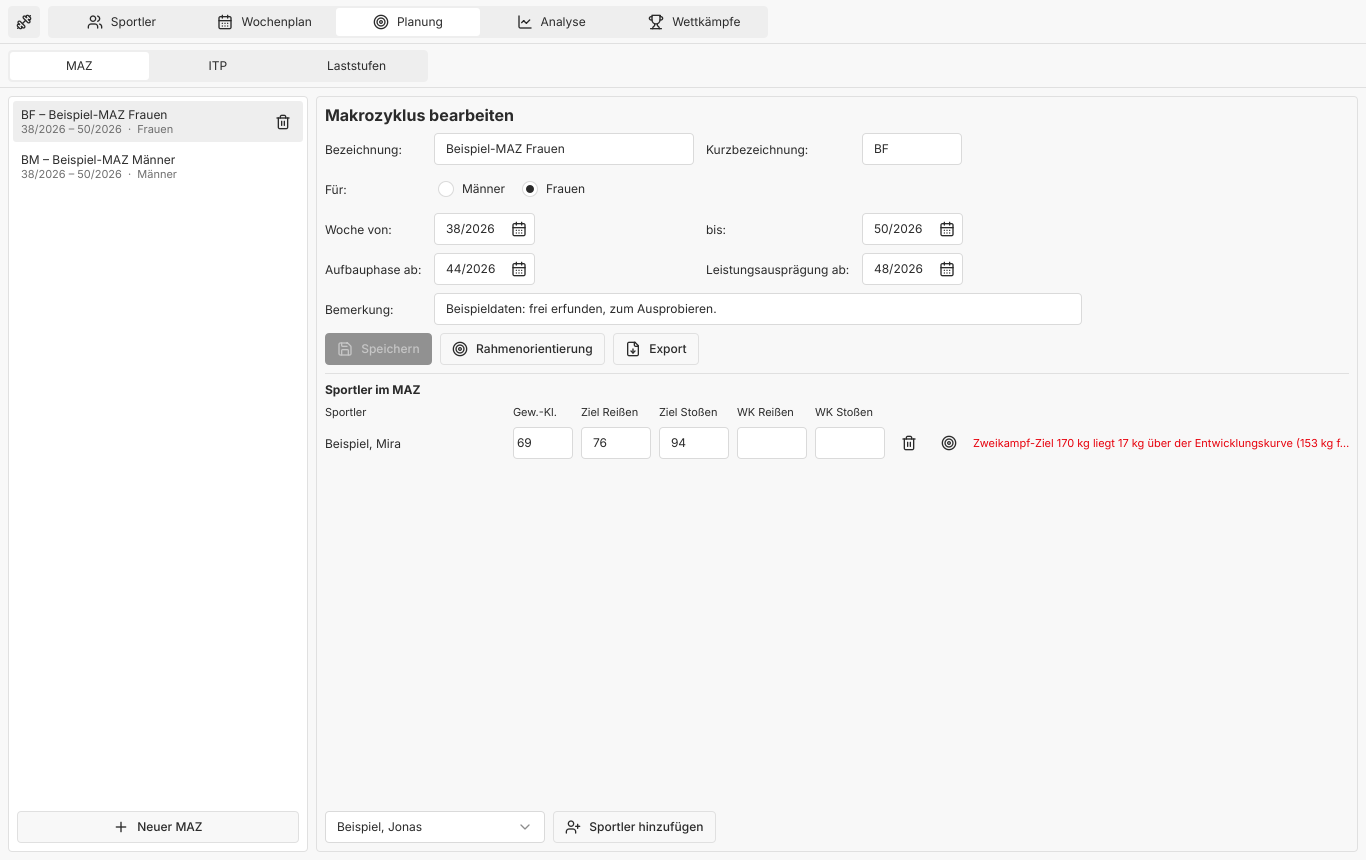 Sportler
Wochenplan
Planung
Analyse
Wettkämpfe
MAZ
ITP
Laststufen
BF – Beispiel-MAZ Frauen
38/2026 – 50/2026 · Frauen
BM – Beispiel-MAZ Männer
38/2026 – 50/2026 · Männer
Neuer MAZ
Makrozyklus bearbeiten
Bezeichnung: Beispiel-MAZ Frauen Kurzbezeichnung: BF
Für: Männer Frauen
Woche von: 38/2026 bis: 50/2026
Aufbauphase ab: 44/2026 Leistungsausprägung ab: 48/2026
Bemerkung: Beispieldaten: frei erfunden, zum Ausprobieren.
Speichern Rahmenorientierung Export
Sportler im MAZ
Sportler Gew.-Kl. Ziel Reißen Ziel Stoßen WK Reißen WK Stoßen
Beispiel, Mira 69 76 94 Zweikampf-Ziel 170 kg liegt 17 kg über der Entwicklungskurve (153 kg f...
Beispiel, Jonas Sportler hinzufügen